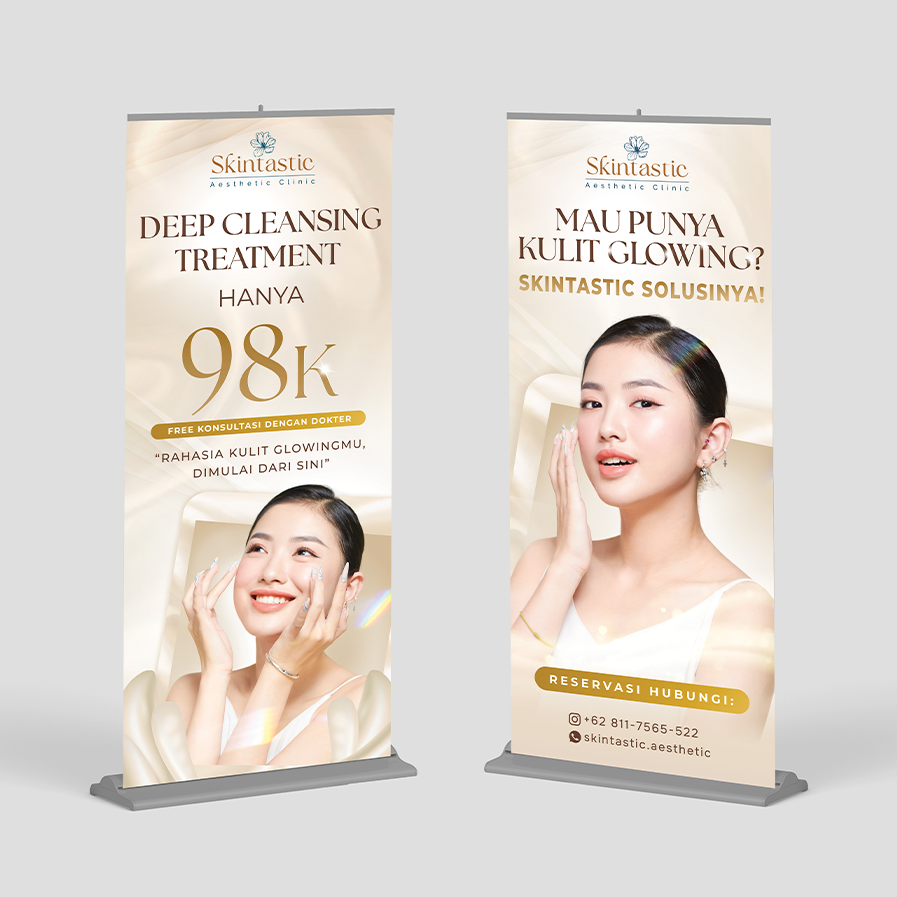 Skintastic
Aesthetic Clinic
DEEP CLEANSING
TREATMENT
HANYA
98K
FREE KONSULTASI DENGAN DOKTER
“RAHASIA KULIT GLOWINGMU,
DIMULAI DARI SINI”
Skintastic
Aesthetic Clinic
MAU PUNYA
KULIT GLOWING?
SKINTASTIC SOLUSINYA!
RESERVASI HUBUNGI:
+62 811-7565-522
skintastic.aesthetic